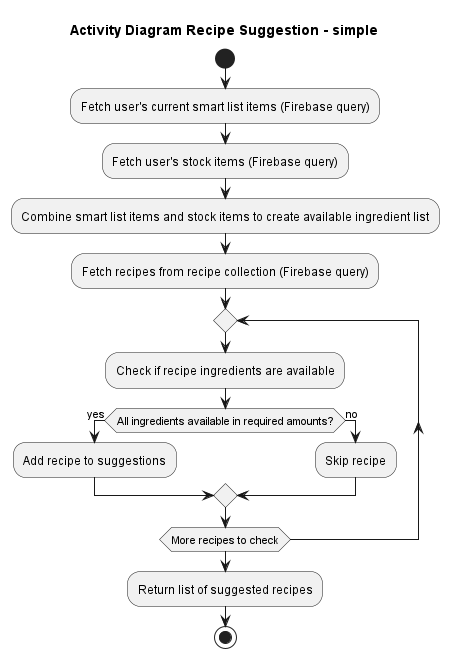 Activity Diagram Recipe Suggestion - simple
Fetch user's current smart list items (Firebase query)
Fetch user's stock items (Firebase query)
Combine smart list items and stock items to create available ingredient list
Fetch recipes from recipe collection (Firebase query)
Check if recipe ingredients are available
yes
All ingredients available in required amounts?
no
Add recipe to suggestions
Skip recipe
More recipes to check
Return list of suggested recipes